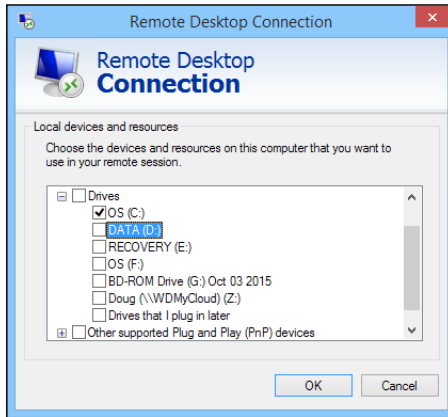 Remote Desktop Connection
Remote Desktop
Connection
Local devices and resources
Choose the devices and resources on this computer that you want to
use in your remote session.
Drives
OS (C:)
DATA (D:)
RECOVERY (E:)
OS (F:)
BD-ROM Drive (G:) Oct 03 2015
Doug (\\WDMyCloud) (Z:)
Drives that I plug in later
Other supported Plug and Play (PnP) devices
OK Cancel